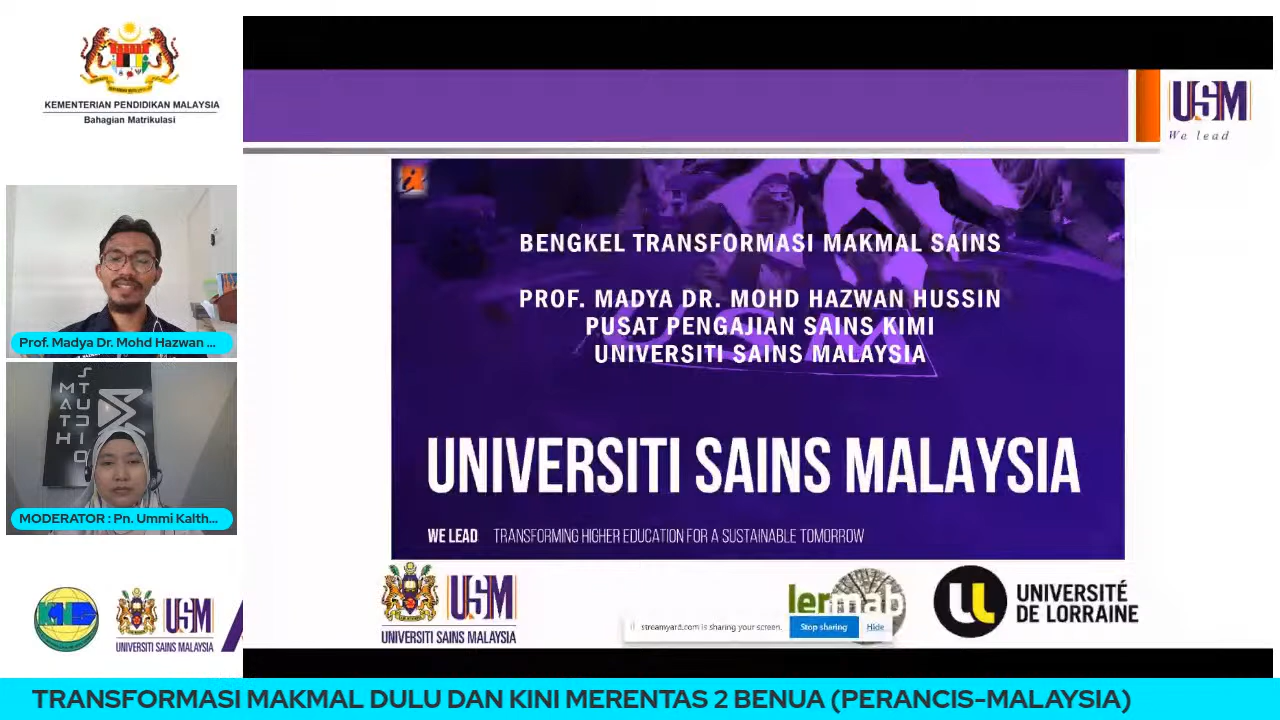 KEMENTERIAN PENDIDIKAN MALAYSIA
Bahagian Matrikulasi
Prof. Madya Dr. Mohd Hazwan ...
MATH
STUDIO
MODERATOR : Pn. Ummi Kalth...
USM
UNIVERSITI SAINS MALAYSIA
USM
We lead
BENGKEL TRANSFORMASI MAKMAL SAINS
PROF. MADYA DR. MOHD HAZWAN HUSSIN
PUSAT PENGAJIAN SAINS KIMI
UNIVERSITI SAINS MALAYSIA
USM
UNIVERSITI SAINS MALAYSIA
WE LEAD TRANSFORMING HIGHER EDUCATION FOR A SUSTAINABLE TOMORROW
USM
UNIVERSITI SAINS MALAYSIA
lermab
UNIVERSITÉ
DE LORRAINE
streamyard.com is sharing your screen. Stop sharing Hide
TRANSFORMASI MAKMAL DULU DAN KINI MERENTAS 2 BENUA (PERANCIS-MALAYSIA)